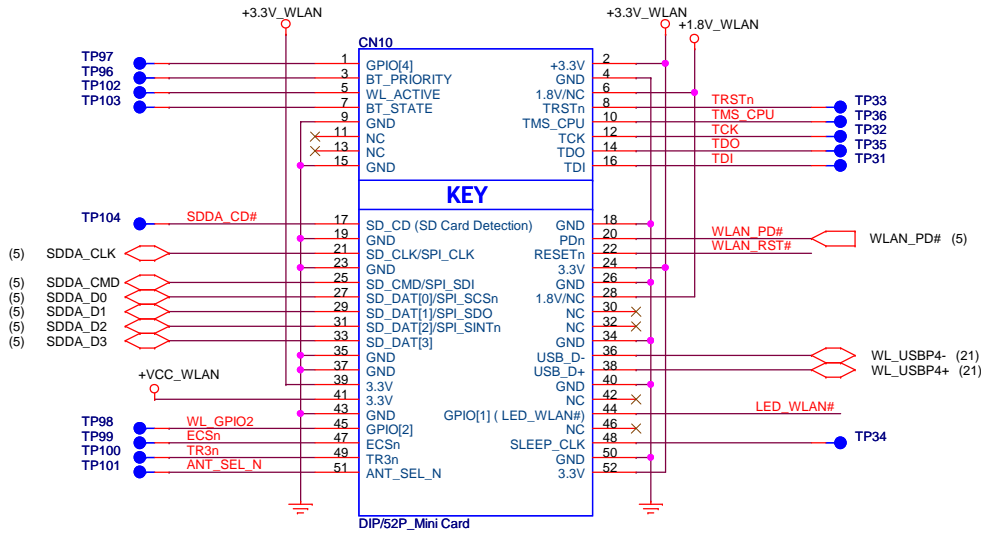 +3.3V_WLAN +3.3V_WLAN
+1.8V_WLAN
CN10
TP97 1 GPIO[4] +3.3V 2
TP96 3 BT_PRIORITY GND 4
TP102 5 WL_ACTIVE 1.8V/NC 6
TP103 7 BT_STATE TRSTn 8 TRSTn TP33
9 GND TMS_CPU 10 TMS_CPU TP36
11 NC TCK 12 TCK TP32
13 NC TDO 14 TDO TP35
15 GND TDI 16 TDI TP31
KEY
TP104 SDDA_CD# 17 SD_CD (SD Card Detection) GND 18
19 GND PDn 20 WLAN_PD# WLAN_PD# (5)
(5) SDDA_CLK 21 SD_CLK/SPI_CLK RESETn 22 WLAN_RST#
23 GND 3.3V 24
(5) SDDA_CMD 25 SD_CMD/SPI_SDI GND 26
(5) SDDA_D0 27 SD_DAT[0]/SPI_SCSn 1.8V/NC 28
(5) SDDA_D1 29 SD_DAT[1]/SPI_SDO NC 30
(5) SDDA_D2 31 SD_DAT[2]/SPI_SINTn NC 32
(5) SDDA_D3 33 SD_DAT[3] GND 34
35 GND USB_D- 36 WL_USBP4- (21)
37 GND USB_D+ 38 WL_USBP4+ (21)
+VCC_WLAN 39 3.3V GND 40
41 3.3V NC 42
43 GND GPIO[1] ( LED_WLAN#) 44 LED_WLAN#
TP98 WL_GPIO2 45 GPIO[2] NC 46
TP99 ECSn 47 ECSn SLEEP_CLK 48 TP34
TP100 TR3n 49 TR3n GND 50
TP101 ANT_SEL_N 51 ANT_SEL_N 3.3V 52
DIP/52P_Mini Card